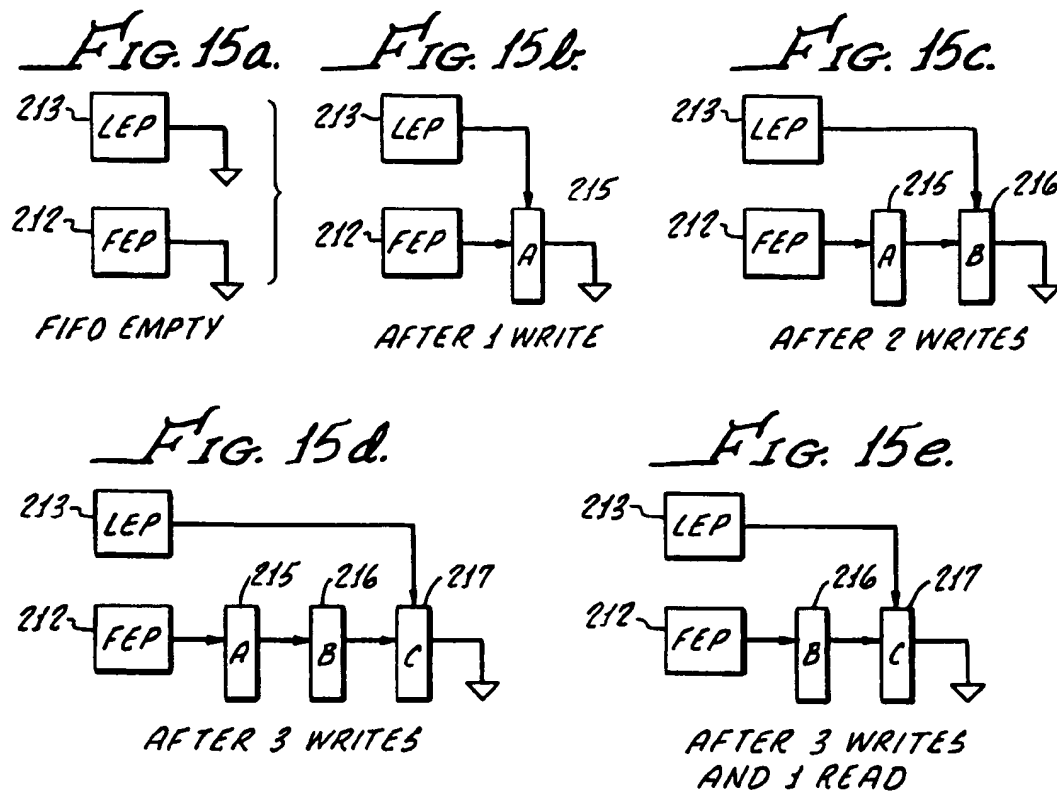 FIG. 15a.
213 LEP
212 FEP
FIFO EMPTY
FIG. 15b.
213 LEP
215
212 FEP A
AFTER 1 WRITE
FIG. 15c.
213 LEP
215 216
212 FEP A B
AFTER 2 WRITES
FIG. 15d.
213 LEP
215 216 217
212 FEP A B C
AFTER 3 WRITES
FIG. 15e.
213 LEP
216 217
212 FEP B C
AFTER 3 WRITES
AND 1 READ